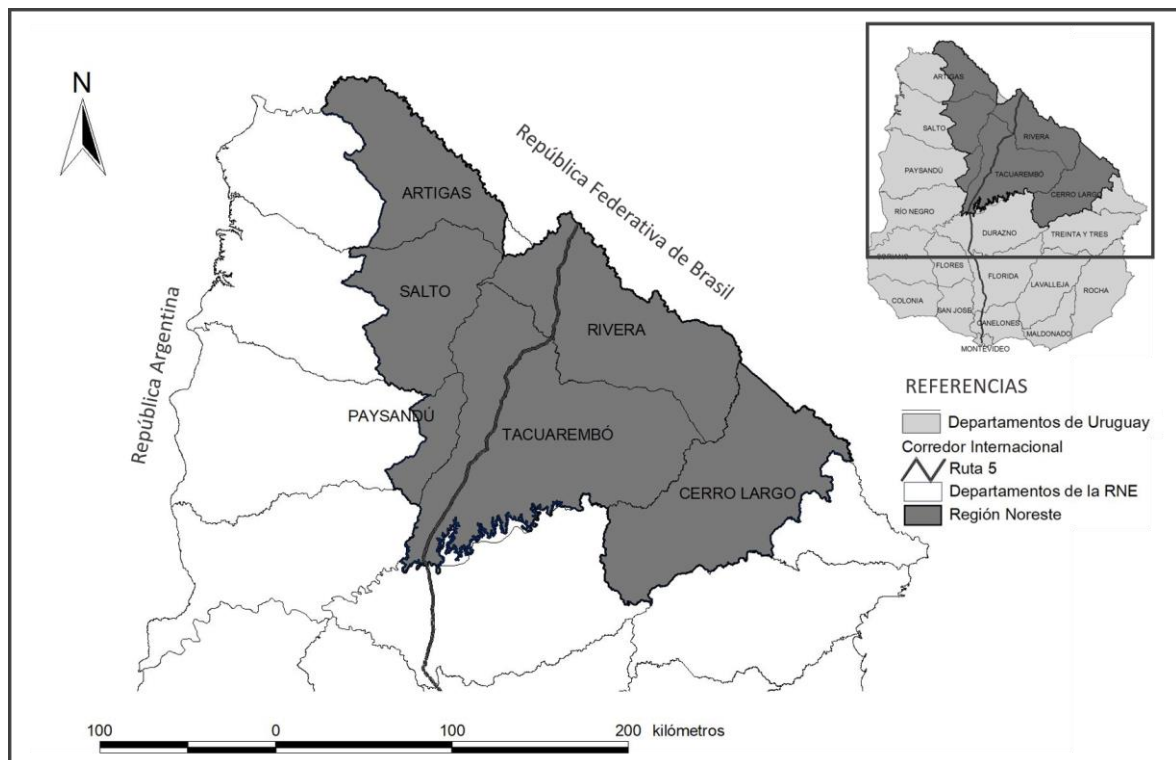 N
República Federativa de Brasil
República Argentina
ARTIGAS
SALTO
RIVERA
PAYSANDÚ
TACUAREMBÓ
CERRO LARGO
ARTIGAS
SALTO
RIVERA
PAYSANDÚ
TACUAREMBÓ
CERRO LARGO
RÍO NEGRO
DURAZNO
TREINTA Y TRES
SORIANO
FLORES
FLORIDA
LAVALLEJA
ROCHA
COLONIA
SAN JOSE
CANELONES
MALDONADO
MONTEVIDEO
REFERENCIAS
Departamentos de Uruguay
Corredor Internacional
Ruta 5
Departamentos de la RNE
Región Noreste
100 0 100 200 kilómetros